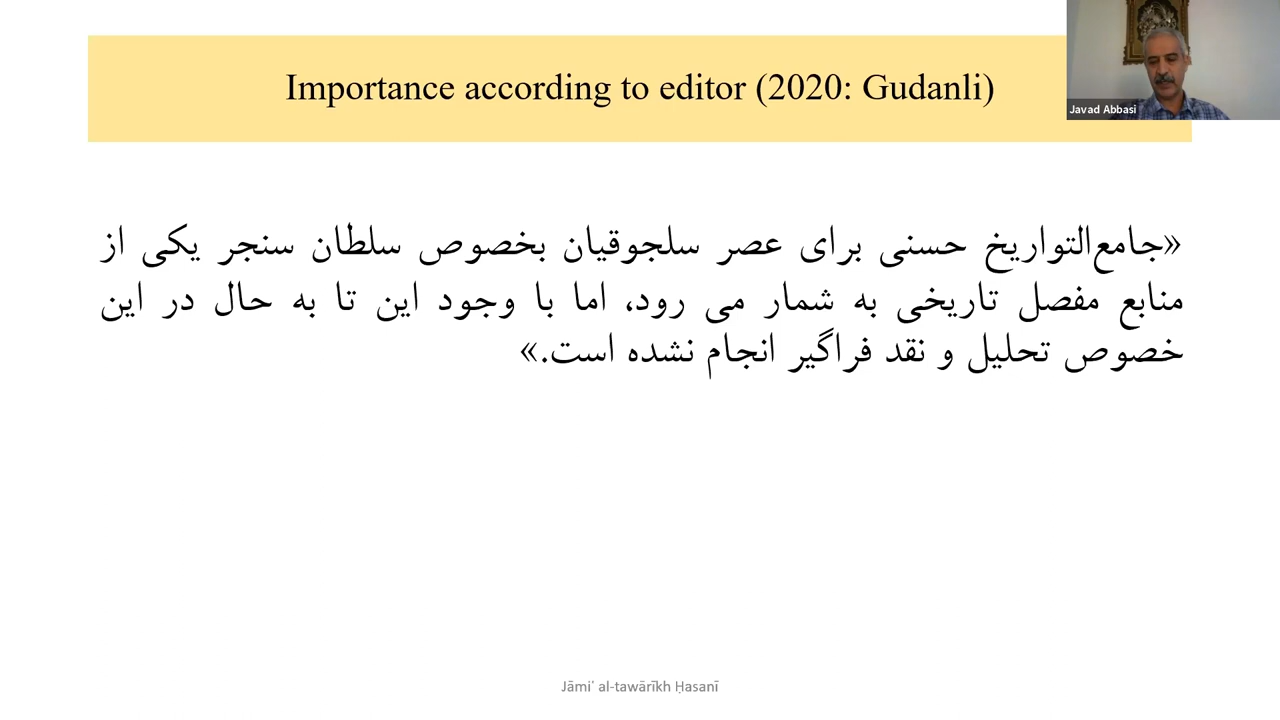 Importance according to editor (2020: Gudanli)
Javad Abbasi
«جامع‌التواریخ حسنی برای عصر سلجوقیان بخصوص سلطان سنجر یکی از
منابع مفصل تاریخی به شمار می رود، اما با وجود این تا به حال در این
خصوص تحلیل و نقد فراگیر انجام نشده است.»
Jāmiʿ al-tawārīkh Ḥasanī